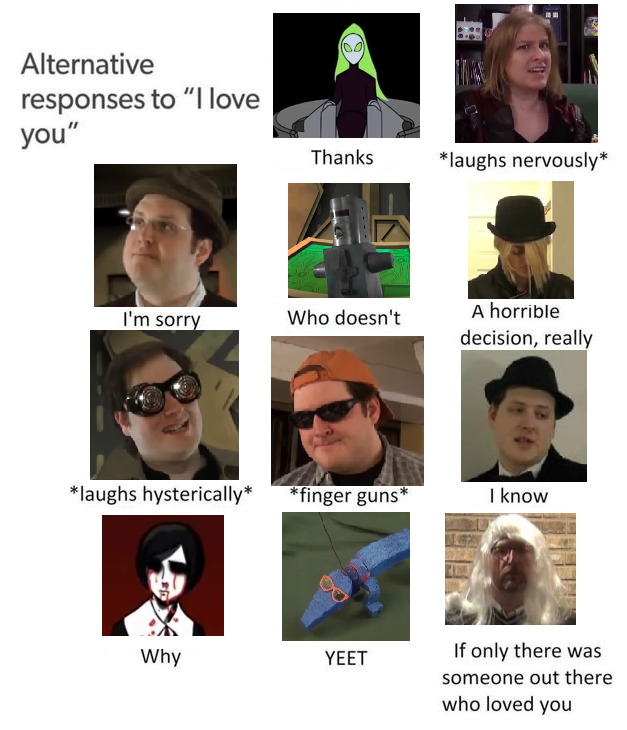 Alternative
responses to “I love
you”
Thanks
*laughs nervously*
I'm sorry
Who doesn't
A horrible
decision, really
*laughs hysterically*
*finger guns*
I know
Why
YEET
If only there was
someone out there
who loved you